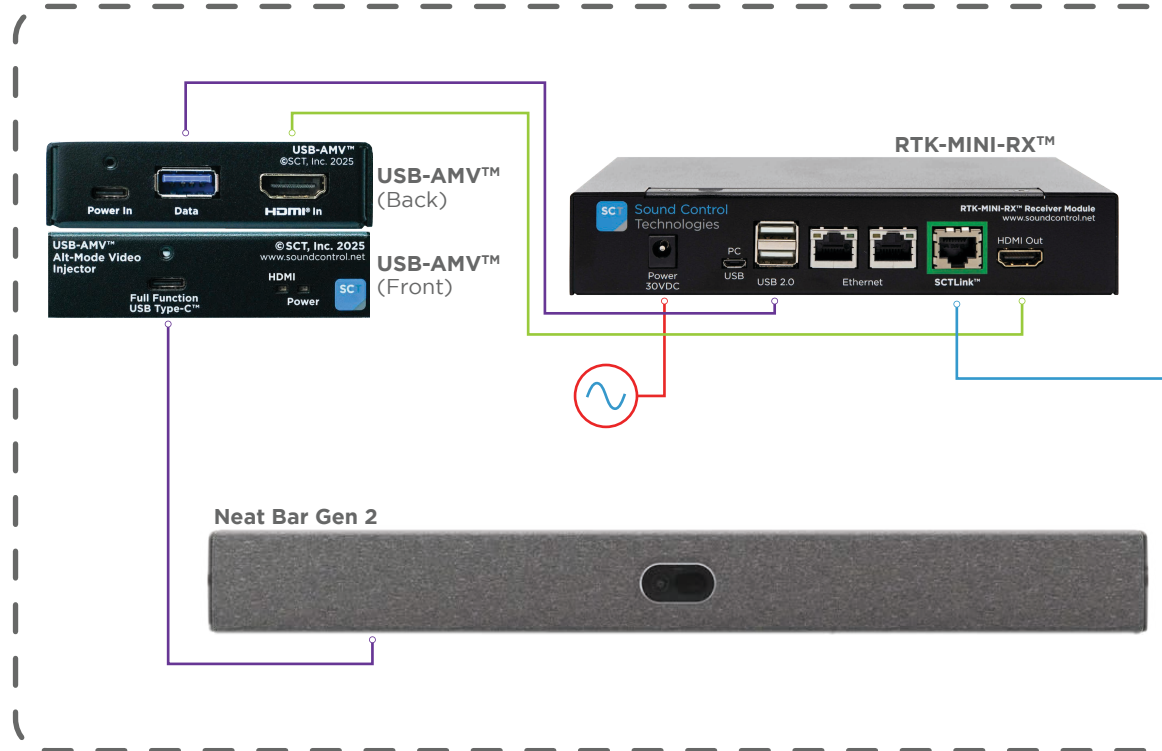 USB-AMV™
©SCT, Inc. 2025
Power In
Data
HDMI® In
USB-AMV™
(Back)
USB-AMV™
Alt-Mode Video
Injector
©SCT, Inc. 2025
www.soundcontrol.net
Full Function
USB Type-C™
HDMI
Power
SCT
USB-AMV™
(Front)
RTK-MINI-RX™
SCT
Sound Control
Technologies
RTK-MINI-RX™ Receiver Module
www.soundcontrol.net
Power
30VDC
PC
USB
USB 2.0
Ethernet
SCTLink™
HDMI Out
Neat Bar Gen 2